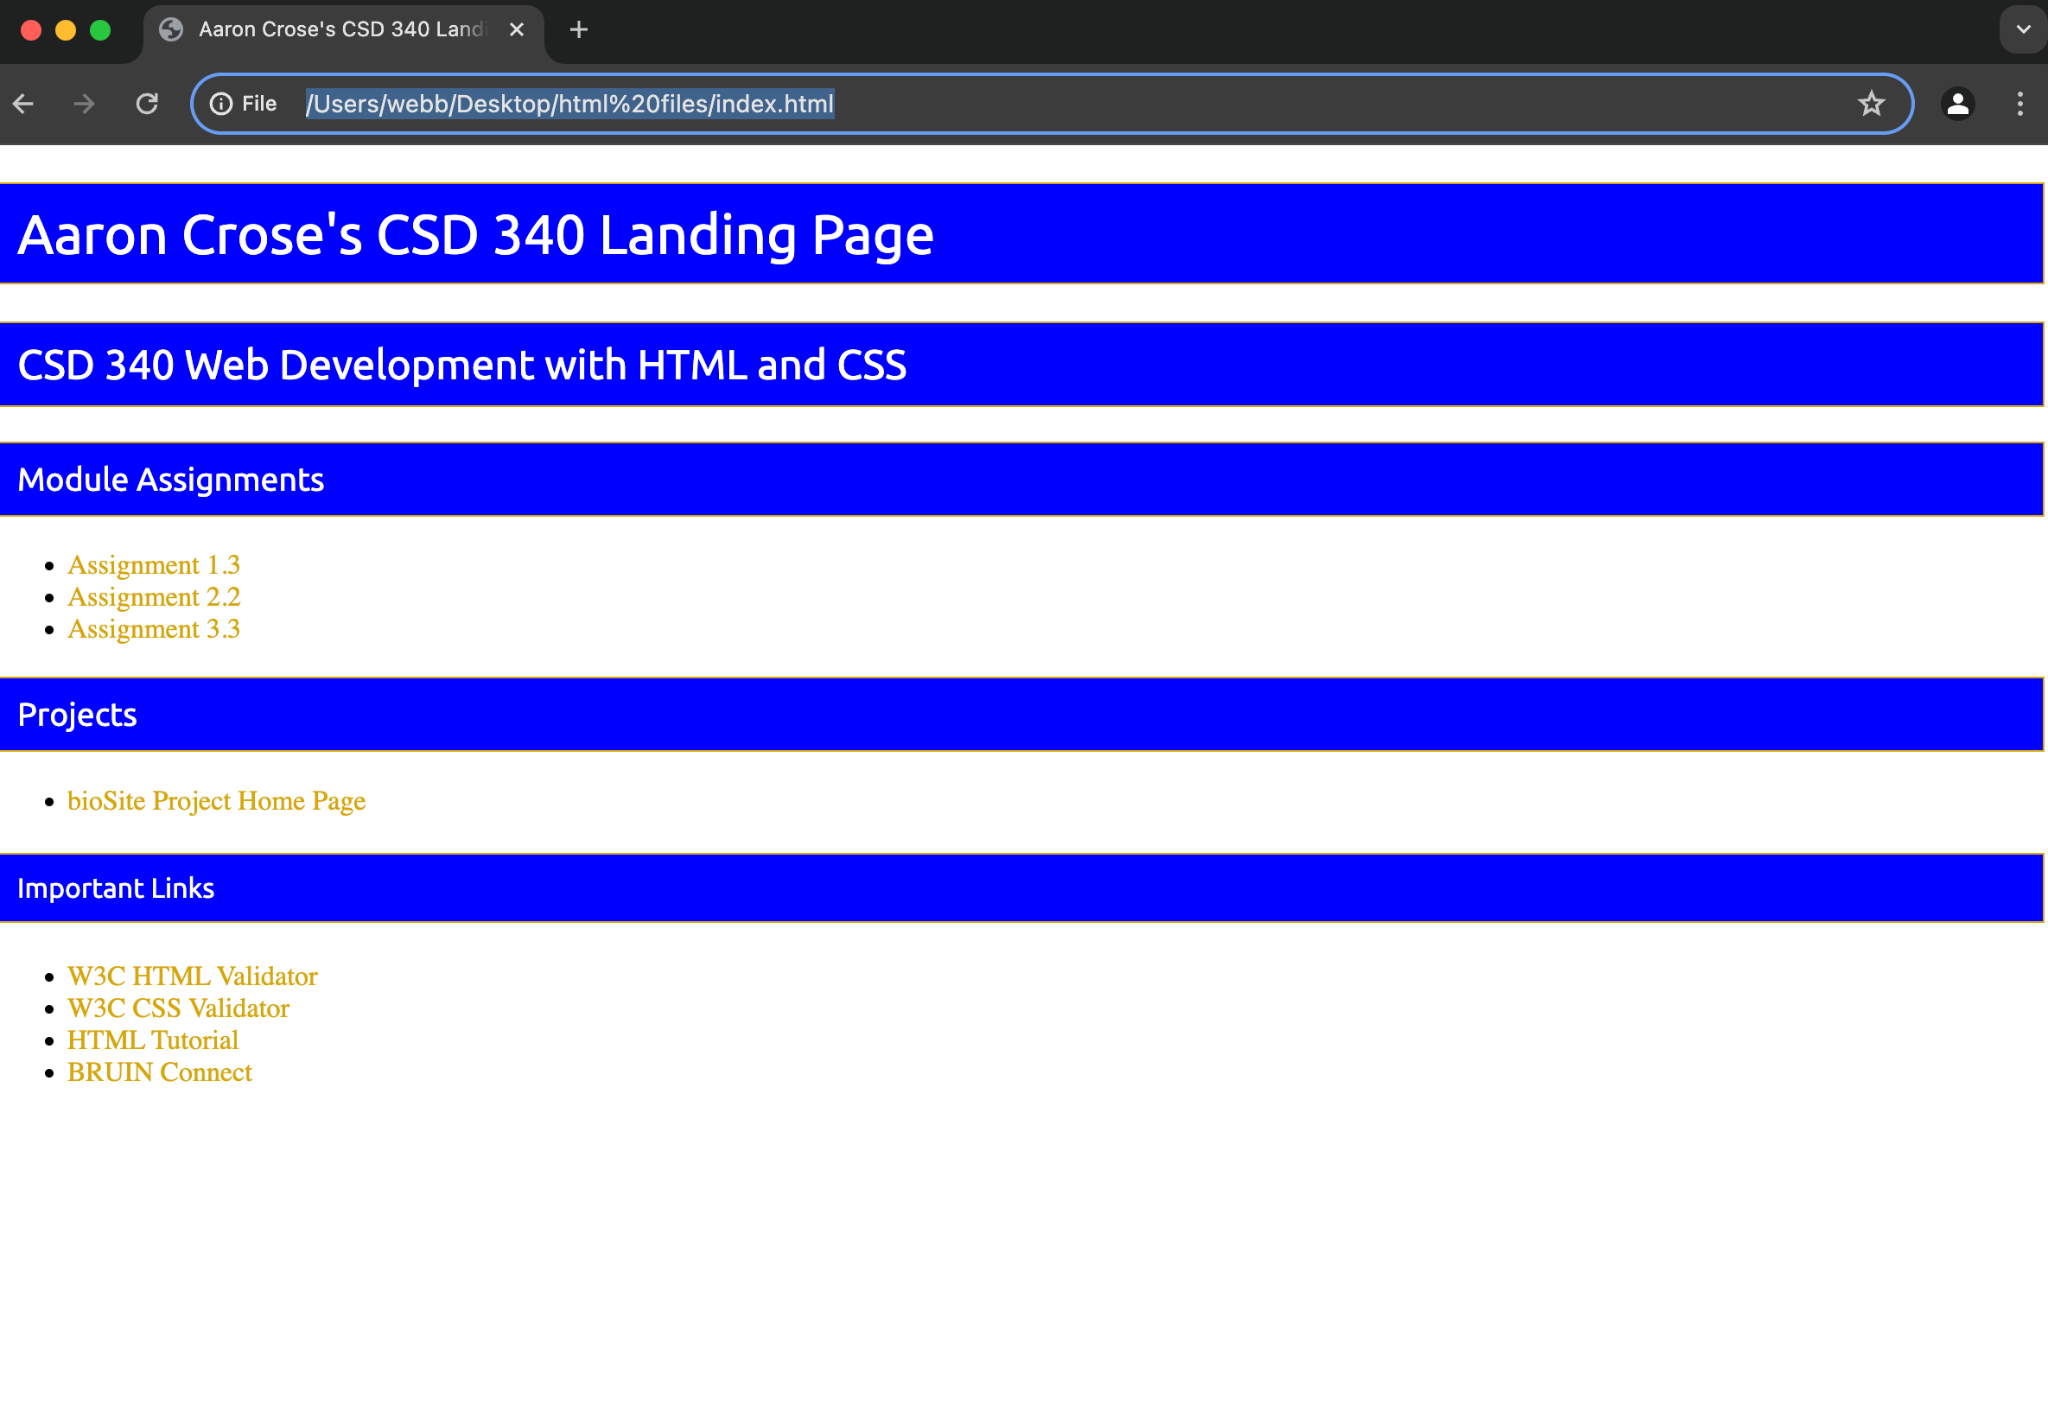 Aaron Crose's CSD 340 Land
File /Users/webb/Desktop/html%20files/index.html
Aaron Crose's CSD 340 Landing Page
CSD 340 Web Development with HTML and CSS
Module Assignments
Assignment 1.3
Assignment 2.2
Assignment 3.3
Projects
bioSite Project Home Page
Important Links
W3C HTML Validator
W3C CSS Validator
HTML Tutorial
BRUIN Connect